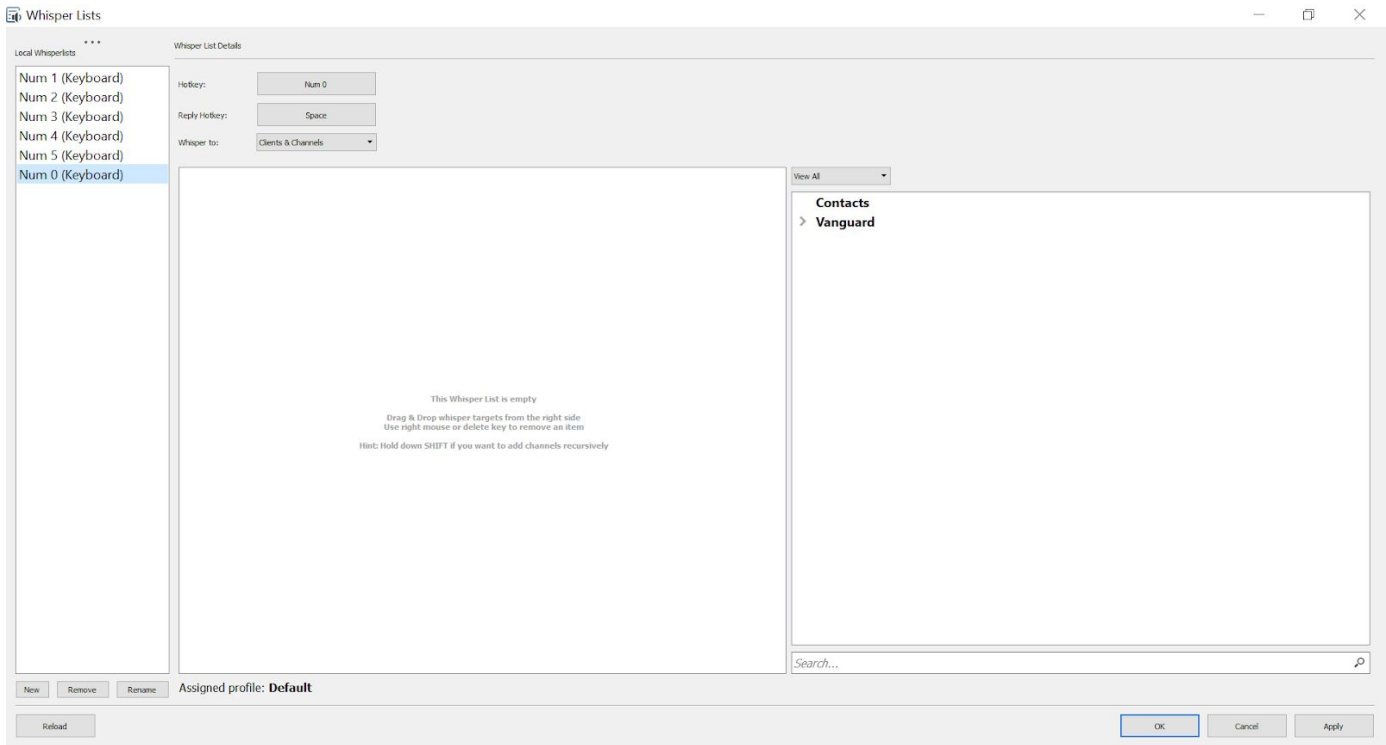 Whisper Lists
Local Whisperlists
Num 1 (Keyboard)
Num 2 (Keyboard)
Num 3 (Keyboard)
Num 4 (Keyboard)
Num 5 (Keyboard)
Num 0 (Keyboard)
New
Remove
Rename
Whisper List Details
Hotkey:
Num 0
Reply Hotkey:
Space
Whisper to:
Clients & Channels
This Whisper List is empty
Drag & Drop whisper targets from the right side
Use right mouse or delete key to remove an item
Hint: Hold down SHIFT if you want to add channels recursively
View All
Contacts
Vanguard
Search...
Assigned profile: Default
Reload
OK
Cancel
Apply